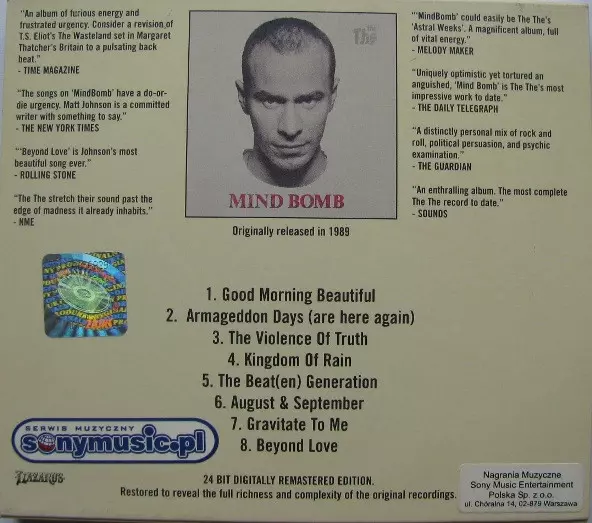 "An album of furious energy and
frustrated urgency. Consider a revision of
T.S. Eliot's The Wasteland set in Margaret
Thatcher's Britain to a pulsating back
beat."
- TIME MAGAZINE
"The songs on 'MindBomb' have a do-or-
die urgency. Matt Johnson is a committed
writer with something to say."
- THE NEW YORK TIMES
"'Beyond Love' is Johnson's most
beautiful song ever."
- ROLLING STONE
"The The stretch their sound past the
edge of madness it already inhabits."
- NME
the
The
MIND BOMB
Originally released in 1989
"'MindBomb' could easily be The The's
'Astral Weeks'. A magnificent album, full
of vital energy."
- MELODY MAKER
"Uniquely optimistic yet tortured an
anguished, 'Mind Bomb' is The The's most
impressive work to date."
- THE DAILY TELEGRAPH
"A distinctly personal mix of rock and
roll, political persuasion, and psychic
examination."
- THE GUARDIAN
"An enthralling album. The most complete
The The record to date."
- SOUNDS
1. Good Morning Beautiful
2. Armageddon Days (are here again)
3. The Violence Of Truth
4. Kingdom Of Rain
5. The Beat(en) Generation
6. August & September
7. Gravitate To Me
8. Beyond Love
SERWIS MUZYCZNY
sonymusic.pl
LAZARUS
24 BIT DIGITALLY REMASTERED EDITION.
Restored to reveal the full richness and complexity of the original recordings.
Nagrania Muzyczne
Sony Music Entertainment
Polska Sp. z o.o.
ul. Chóralna 14, 02-879 Warszawa